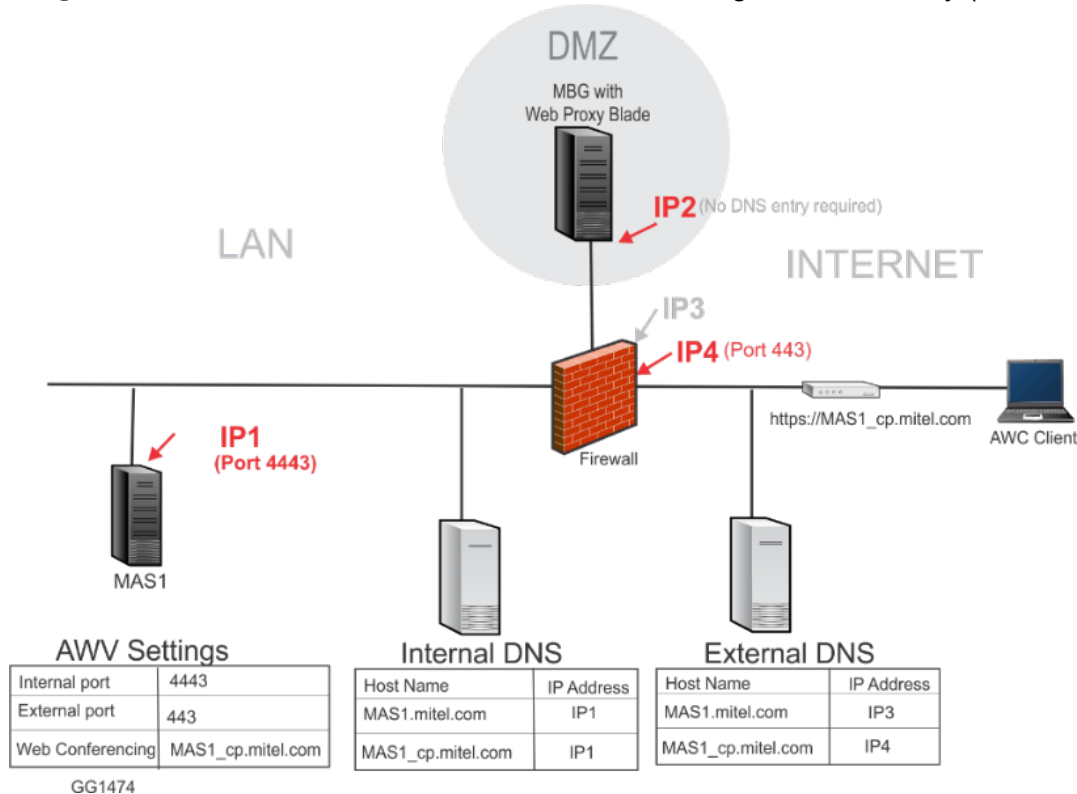 DMZ
MBG with
Web Proxy Blade
IP2 (No DNS entry required)
LAN
INTERNET
IP3
IP4 (Port 443)
https://MAS1_cp.mitel.com
AWC Client
IP1
(Port 4443)
Firewall
MAS1
AWV Settings
Internal port 4443
External port 443
Web Conferencing MAS1_cp.mitel.com
GG1474
Internal DNS
Host Name IP Address
MAS1.mitel.com IP1
MAS1_cp.mitel.com IP1
External DNS
Host Name IP Address
MAS1.mitel.com IP3
MAS1_cp.mitel.com IP4